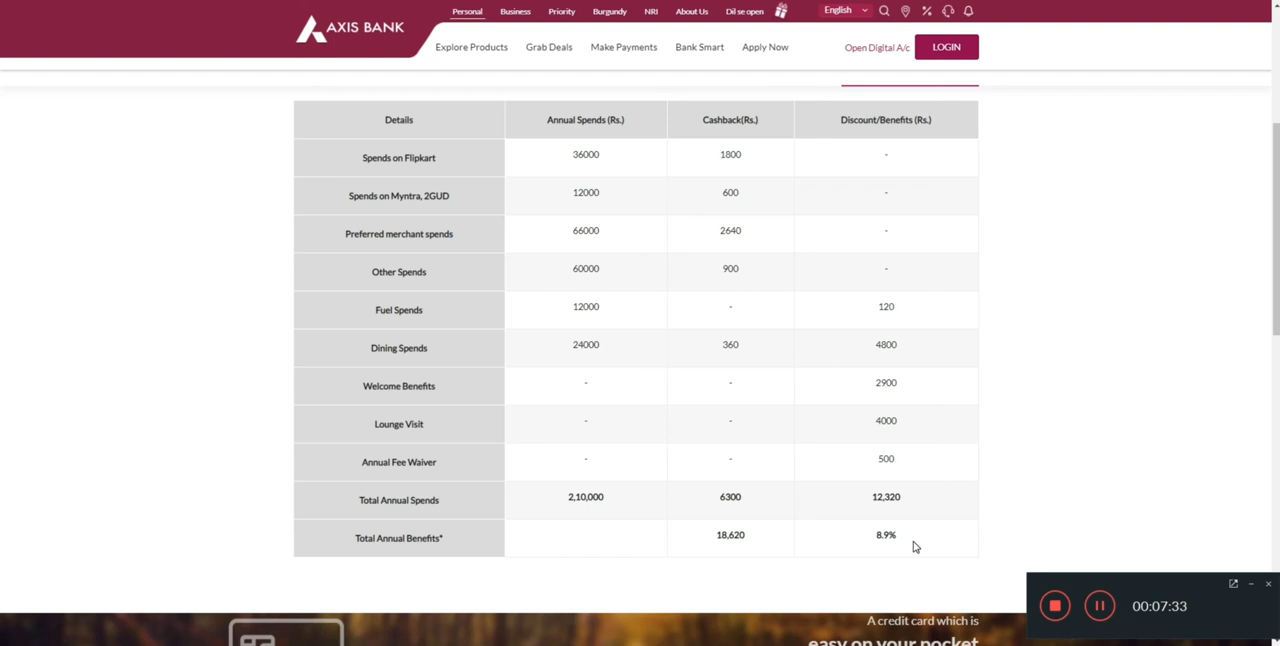 Personal Business Priority Burgundy NRI About Us Dil se open English
AXIS BANK
Explore Products Grab Deals Make Payments Bank Smart Apply Now Open Digital A/c LOGIN
Details Annual Spends (Rs.) Cashback(Rs.) Discount/Benefits (Rs.)
Spends on Flipkart 36000 1800 -
Spends on Myntra, 2GUD 12000 600 -
Preferred merchant spends 66000 2640 -
Other Spends 60000 900 -
Fuel Spends 12000 - 120
Dining Spends 24000 360 4800
Welcome Benefits - - 2900
Lounge Visit - - 4000
Annual Fee Waiver - - 500
Total Annual Spends 2,10,000 6300 12,320
Total Annual Benefits* 18,620 8.9%
00:07:33
A credit card which is
easy on your pocket